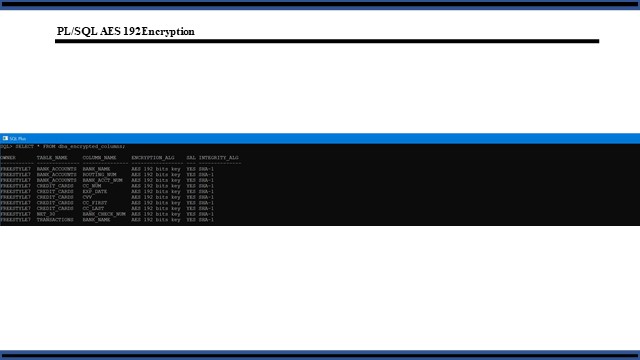 PL/SQL AES 192Encryption
SQL Plus
SQL> SELECT * FROM dba_encrypted_columns;
OWNER TABLE_NAME COLUMN_NAME ENCRYPTION_ALG SAL INTEGRITY_ALG
FREESTYLE7 BANK_ACCOUNTS BANK_NAME AES 192 bits key YES SHA-1
FREESTYLE7 BANK_ACCOUNTS ROUTING_NUM AES 192 bits key YES SHA-1
FREESTYLE7 BANK_ACCOUNTS BANK_ACCT_NUM AES 192 bits key YES SHA-1
FREESTYLE7 CREDIT_CARDS CC_NUM AES 192 bits key YES SHA-1
FREESTYLE7 CREDIT_CARDS EXP_DATE AES 192 bits key YES SHA-1
FREESTYLE7 CREDIT_CARDS CVV AES 192 bits key YES SHA-1
FREESTYLE7 CREDIT_CARDS CC_FIRST AES 192 bits key YES SHA-1
FREESTYLE7 CREDIT_CARDS CC_LAST AES 192 bits key YES SHA-1
FREESTYLE7 NET_30 BANK_CHECK_NUM AES 192 bits key YES SHA-1
FREESTYLE7 TRANSACTIONS BANK_NAME AES 192 bits key YES SHA-1